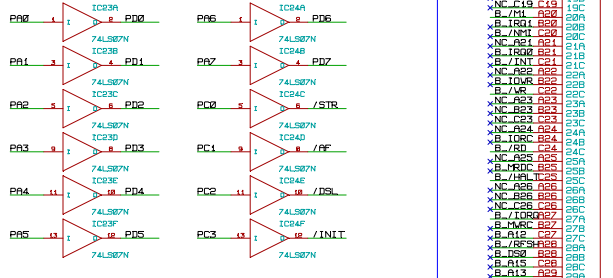 IC23A IC24A
PA0 1 I O 2 PD0 PA6 1 I O 2 PD6
74LS07N 74LS07N
IC23B IC24B
PA1 3 I O 4 PD1 PA7 3 I O 4 PD7
74LS07N 74LS07N
IC23C IC24C
PA2 5 I O 6 PD2 PC0 5 I O 6 /STR
74LS07N 74LS07N
IC23D IC24D
PA3 9 I O 8 PD3 PC1 9 I O 8 /AF
74LS07N 74LS07N
IC23E IC24E
PA4 11 I O 10 PD4 PC2 11 I O 10 /DSL
74LS07N 74LS07N
IC23F IC24F
PA5 13 I O 12 PD5 PC3 13 I O 12 /INIT
74LS07N 74LS07N
NC_C19 C19 19C
B_/M1 A20 20A
B_IRQ1 B20 20B
B_/NMI C20 20C
NC_A21 A21 21A
B_IRQ0 B21 21B
B_/INT C21 21C
NC_A22 A22 22A
B_IOWR B22 22B
B_/WR C22 22C
NC_A23 A23 23A
NC_B23 B23 23B
NC_C23 C23 23C
NC_A24 A24 24A
B_IORC B24 24B
B_/RD C24 24C
NC_A25 A25 25A
B_MRDC B25 25B
B_/HALT C25 25C
NC_A26 A26 26A
NC_B26 B26 26B
NC_C26 C26 26C
B_/IORQ A27 27A
B_MWRC B27 27B
B_A12 C27 27C
B_/RFSH A28 28A
B_DS0 B28 28B
B_A15 C28 28C
B_A13 A29 29A